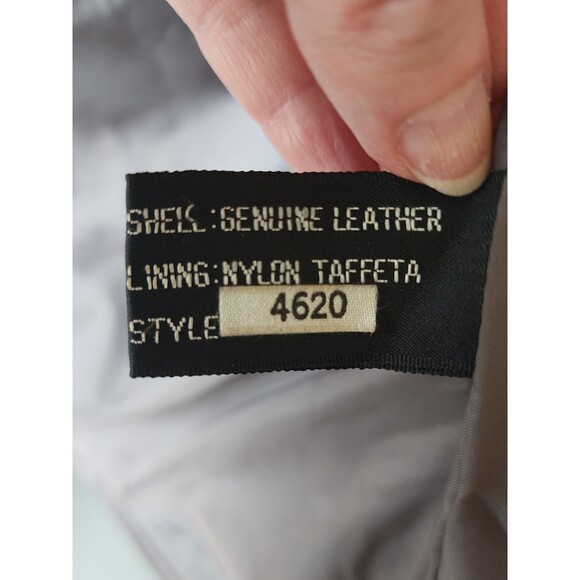 SHELL:GENUINE LEATHER
LINING:NYLON TAFFETA
STYLE 4620